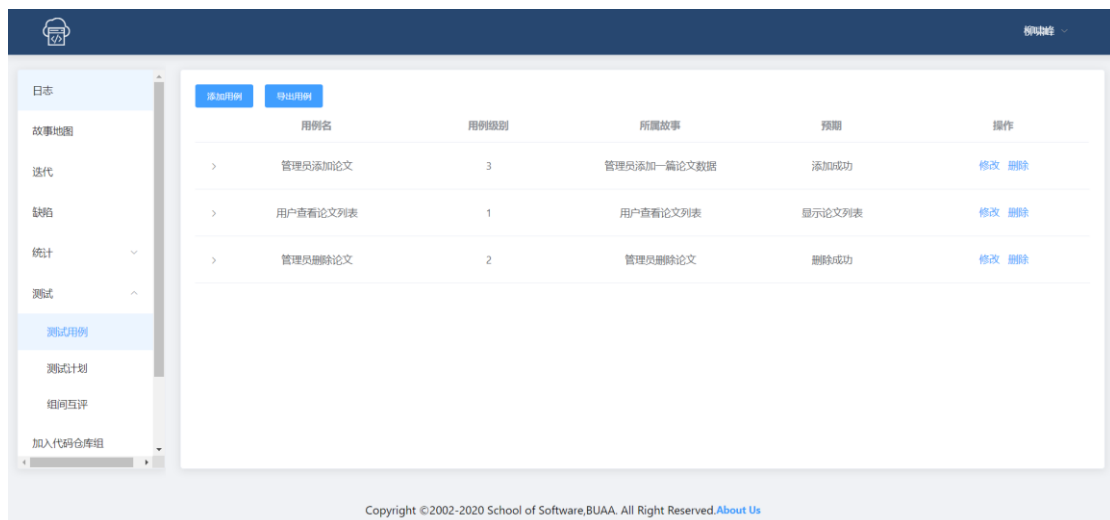 柳啸峰
日志
故事地图
迭代
缺陷
统计
测试
测试用例
测试计划
组间互评
加入代码仓库组
添加用例 导出用例
用例名 用例级别 所属故事 预期 操作
管理员添加论文 3 管理员添加一篇论文数据 添加成功 修改 删除
用户查看论文列表 1 用户查看论文列表 显示论文列表 修改 删除
管理员删除论文 2 管理员删除论文 删除成功 修改 删除
Copyright ©2002-2020 School of Software,BUAA. All Right Reserved.About Us